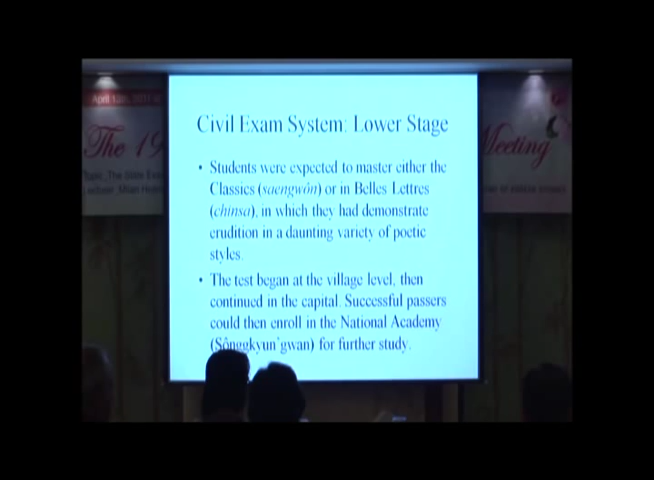 Civil Exam System: Lower Stage
• Students were expected to master either the
Classics (saengwôn) or in Belles Lettres
(chinsa), in which they had demonstrate
erudition in a daunting variety of poetic
styles.
• The test began at the village level, then
continued in the capital. Successful passers
could then enroll in the National Academy
(Sônggkyun'gwan) for further study.
The 19
Meeting